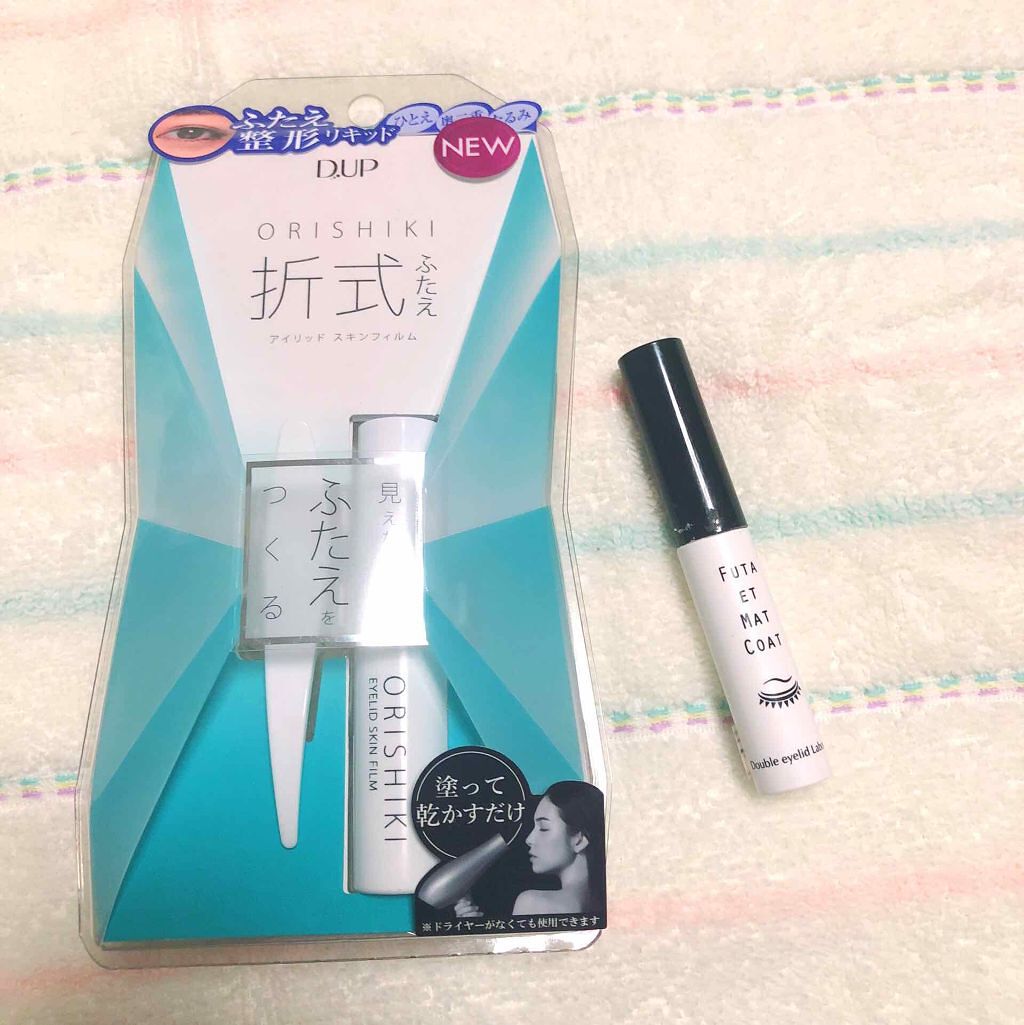 ふたえ
整形リキッド
ひとえ
NEW
D.UP
ORISHIKI
折式
ふたえ
アイリッド スキンフィルム
ふたえを
つくる
ORISHIKI
EYELID SKIN FILM
塗って
乾かすだけ
※ドライヤーがなくても使用できます
FUTA
ET
MAT
COAT
Double eyelid